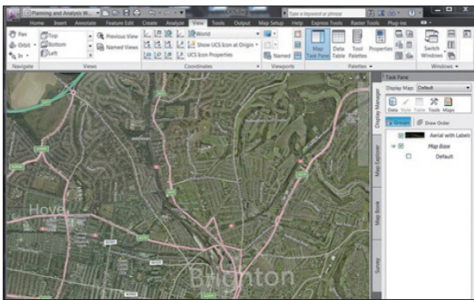 Planning and Analysis W...
Type a keyword or phrase
Home Insert Annotate Feature Edit Create Analyze View Tools Output Map Setup Help Express Tools Raster Tools Plug-ins
Pan
Orbit
In
Navigate
Top
Bottom
Left
Previous View
Named Views
Views
World
Show UCS Icon at Origin
UCS Icon Properties
Coordinates
Named
Viewports
Map Task Pane
Data Table
Tool Palettes
Properties
Palettes
Switch Windows
Windows
Task Pane
Display Map: Default
Data Style Table Tools Maps
Groups Draw Order
Aerial with Labels
Map Base
Default
Display Manager
Map Explorer
Map Book
Survey
Hove
Brighton